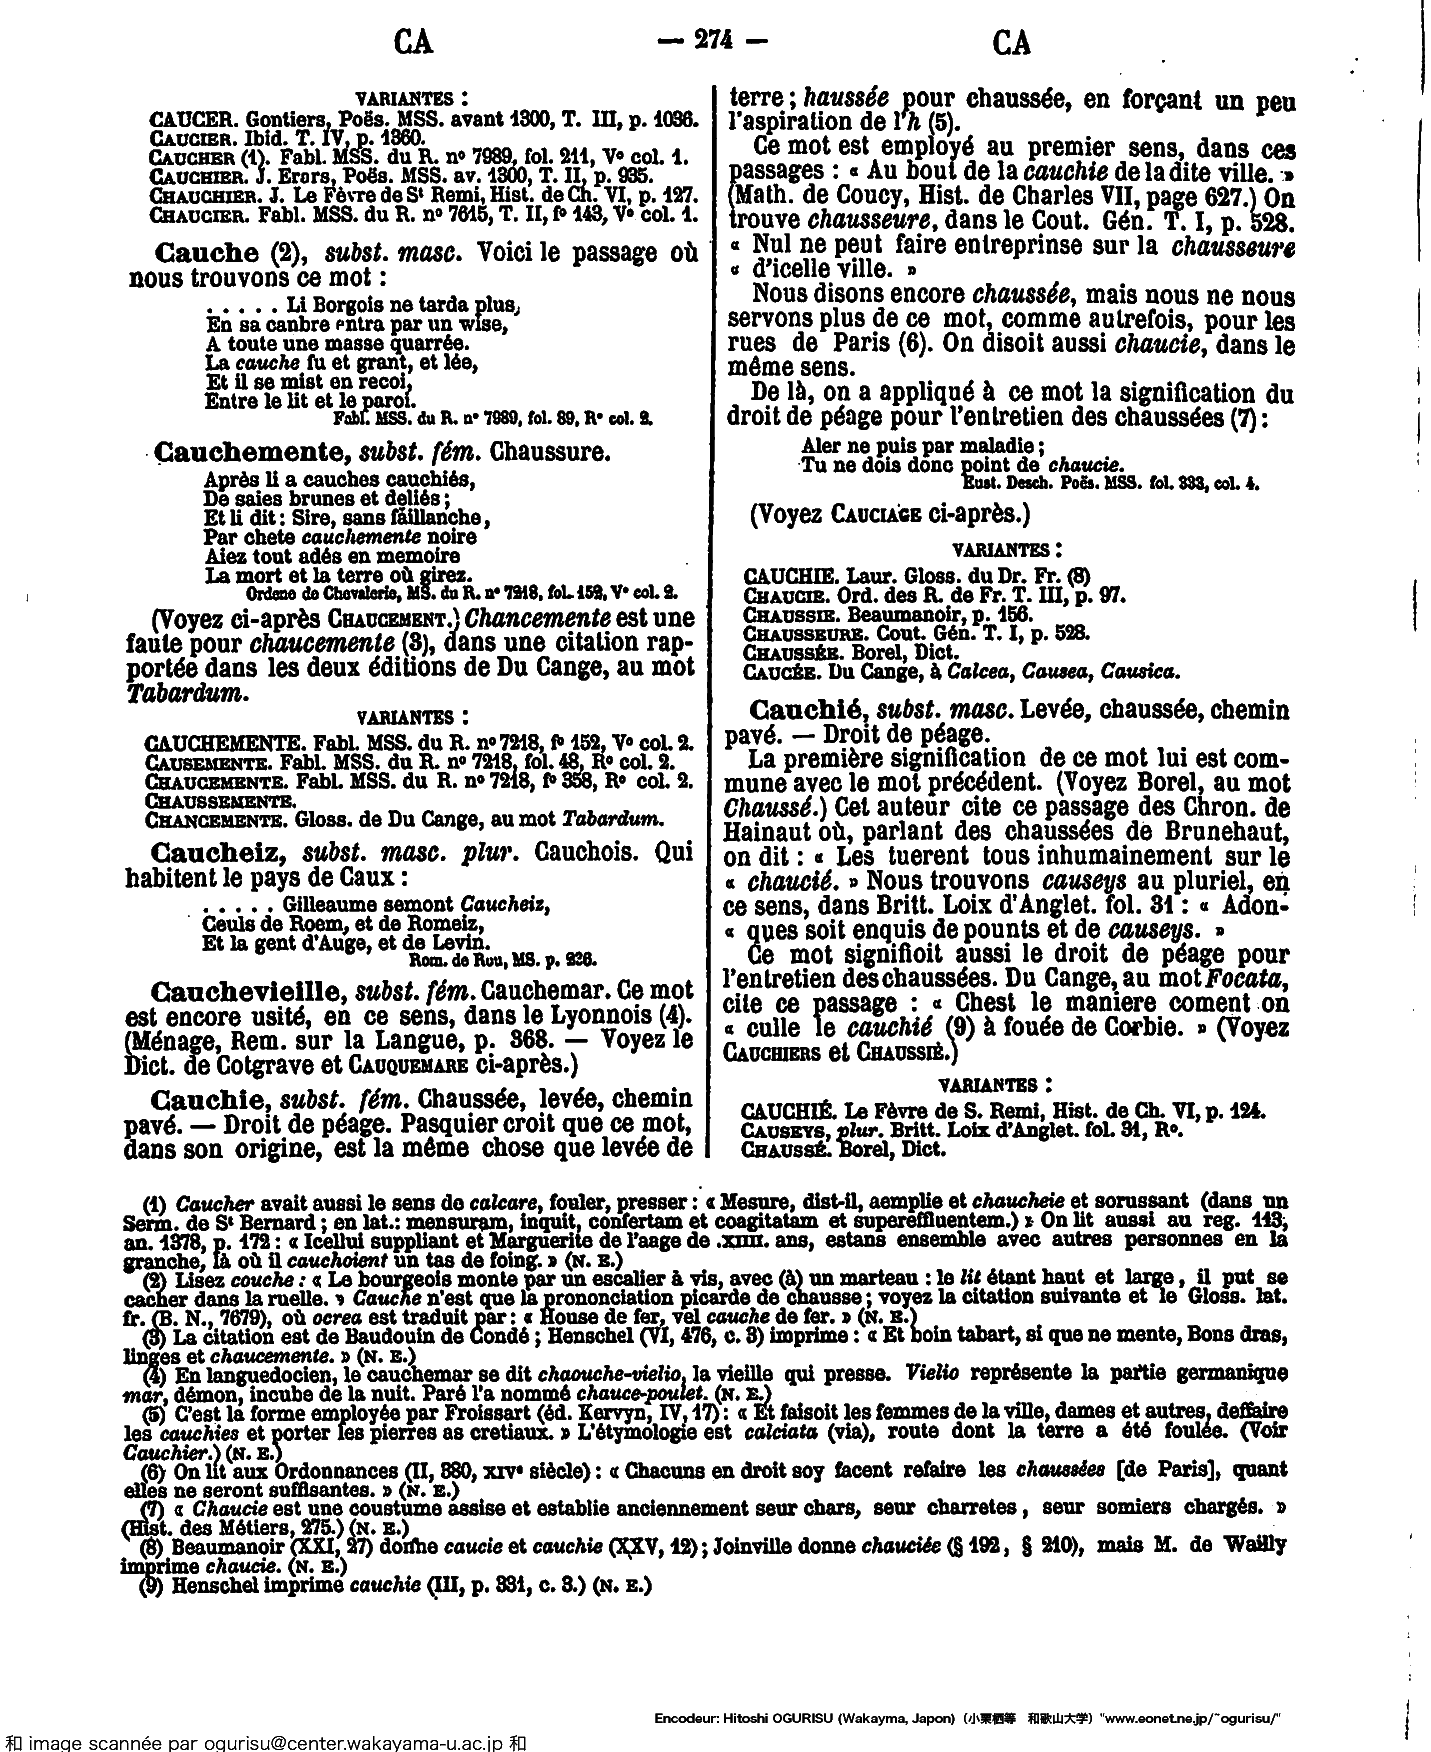 CA
— 274 —
CA
VARIANTES :
CAUCER. Gontiers, Poës. MSS. avant 1300, T. III, p. 1036.
CAUCIER. Ibid. T. IV, p. 1360.
CAUCHER (1). Fabl. MSS. du R. nº 7989, fol. 211, Vº col. 1.
CAUCHIER. J. Erars, Poës. MSS. av. 1300, T. II, p. 935.
CHAUCHIER. J. Le Fèvre de St Remi, Hist. de Ch. VI, p. 127.
CHAUCIER. Fabl. MSS. du R. nº 7615, T. II, fº 143, Vº col. 1.
Cauche (2), subst. masc. Voici le passage où
nous trouvons ce mot :
. . . . . Li Borgois ne tarda plus,
En sa canbre entra par un wise,
A toute une masse quarrée.
La cauche fu et grant, et lée,
Et il se mist en recoi,
Entre le lit et le paroi.
Fabl. MSS. du R. nº 7989, fol. 89, Rº col. 2.
Cauchemente, subst. fém. Chaussure.
Après li a cauches cauchiés,
De saies brunes et deliés ;
Et li dit : Sire, sans faillanche,
Par chete cauchemente noire
Aiez tout adés en memoire
La mort et la terre où girez.
Ordene de Chevalerie, MS. du R. nº 7218, fol. 152, Vº col. 2.
(Voyez ci-après CHAUCEMENT.) Chancemente est une
faute pour chaucemente (3), dans une citation rap-
portée dans les deux éditions de Du Cange, au mot
Tabardum.
VARIANTES :
CAUCHEMENTE. Fabl. MSS. du R. nº 7218, fº 152, Vº col. 2.
CAUSEMENTE. Fabl. MSS. du R. nº 7218, fol. 48, Rº col. 2.
CHAUCEMENTE. Fabl. MSS. du R. nº 7218, fº 358, Rº col. 2.
CHAUSSEMENTE.
CHANCEMENTE. Gloss. de Du Cange, au mot Tabardum.
Caucheiz, subst. masc. plur. Cauchois. Qui
habitent le pays de Caux :
. . . . . Gilleaume semont Caucheiz,
Ceuls de Roem, et de Romeiz,
Et la gent d'Auge, et de Levin.
Rom. de Rou, MS. p. 226.
Cauchevieille, subst. fém. Cauchemar. Ce mot
est encore usité, en ce sens, dans le Lyonnois (4).
(Ménage, Rem. sur la Langue, p. 368. — Voyez le
Dict. de Cotgrave et CAUQUEMARE ci-après.)
Cauchie, subst. fém. Chaussée, levée, chemin
pavé. — Droit de péage. Pasquier croit que ce mot,
dans son origine, est la même chose que levée de
terre ; haussée pour chaussée, en forçant un peu
l'aspiration de l'h (5).
Ce mot est employé au premier sens, dans ces
passages : « Au bout de la cauchie de la dite ville. »
(Math. de Coucy, Hist. de Charles VII, page 627.) On
trouve chausseure, dans le Cout. Gén. T. I, p. 528.
« Nul ne peut faire entreprinse sur la chausseure
« d'icelle ville. »
Nous disons encore chaussée, mais nous ne nous
servons plus de ce mot, comme autrefois, pour les
rues de Paris (6). On disoit aussi chaucie, dans le
même sens.
De là, on a appliqué à ce mot la signification du
droit de péage pour l'entretien des chaussées (7) :
Aler ne puis par maladie ;
Tu ne dois donc point de chaucie.
Eust. Desch. Poës. MSS. fol. 333, col. 4.
(Voyez CAUCIAGE ci-après.)
VARIANTES :
CAUCHIE. Laur. Gloss. du Dr. Fr. (8)
CHAUCIE. Ord. des R. de Fr. T. III, p. 97.
CHAUSSIE. Beaumanoir, p. 156.
CHAUSSEURE. Cout. Gén. T. I, p. 528.
CHAUSSÉE. Borel, Dict.
CAUCÉE. Du Cange, à Calcea, Causea, Causica.
Cauchié, subst. masc. Levée, chaussée, chemin
pavé. — Droit de péage.
La première signification de ce mot lui est com-
mune avec le mot précédent. (Voyez Borel, au mot
Chaussé.) Cet auteur cite ce passage des Chron. de
Hainaut où, parlant des chaussées de Brunehaut,
on dit : « Les tuerent tous inhumainement sur le
« chaucié. » Nous trouvons causeys au pluriel, en
ce sens, dans Britt. Loix d'Anglet. fol. 31 : « Adon-
« ques soit enquis de pounts et de causeys. »
Ce mot signifioit aussi le droit de péage pour
l'entretien des chaussées. Du Cange, au mot Focata,
cite ce passage : « Chest le maniere coment on
« culle le cauchié (9) à fouée de Corbie. » (Voyez
CAUCHIERS et CHAUSSIÉ.)
VARIANTES :
CAUCHIÉ. Le Fèvre de S. Remi, Hist. de Ch. VI, p. 124.
CAUSEYS, plur. Britt. Loix d'Anglet. fol. 31, Rº.
CHAUSSÉ. Borel, Dict.
(1) Caucher avait aussi le sens de calcare, fouler, presser : « Mesure, dist-il, aemplie et chaucheie et sorussant (dans un
Serm. de St Bernard ; en lat.: mensuram, inquit, confertam et coagitatam et supereffluentem.) » On lit aussi au reg. 113,
an. 1378, p. 172 : « Icellui suppliant et Marguerite de l'aage de .XIIII. ans, estans ensemble avec autres personnes en la
granche, là où il cauchoient un tas de foing. » (N. E.)
(2) Lisez couche : « Le bourgeois monte par un escalier à vis, avec (à) un marteau : le lit étant haut et large, il put se
cacher dans la ruelle. » Cauche n'est que la prononciation picarde de chausse ; voyez la citation suivante et le Gloss. lat.
fr. (B. N., 7679), où ocrea est traduit par : « House de fer, vel cauche de fer. » (N. E.)
(3) La citation est de Baudouin de Condé ; Henschel (VI, 476, c. 3) imprime : « Et boin tabart, si que ne mente, Bons dras,
linges et chaucemente. » (N. E.)
(4) En languedocien, le cauchemar se dit chaouche-vielio, la vieille qui presse. Vielio représente la partie germanique
mar, démon, incube de la nuit. Paré l'a nommé chauce-poulet. (N. E.)
(5) C'est la forme employée par Froissart (éd. Kervyn, IV, 17) : « Et faisoit les femmes de la ville, dames et autres, deffaire
les cauchies et porter les pierres as cretiaux. » L'étymologie est calciata (via), route dont la terre a été foulée. (Voir
Cauchier.) (N. E.)
(6) On lit aux Ordonnances (II, 380, XIVe siècle) : « Chacuns en droit soy facent refaire les chaussées [de Paris], quant
elles ne seront suffisantes. » (N. E.)
(7) « Chaucie est une coustume assise et establie anciennement seur chars, seur charretes, seur somiers chargés. »
(Hist. des Métiers, 275.) (N. E.)
(8) Beaumanoir (XXI, 27) donne caucie et cauchie (XXV, 12) ; Joinville donne chauciée (§ 192, § 210), mais M. de Wailly
imprime chaucie. (N. E.)
(9) Henschel imprime cauchie (III, p. 331, c. 3.) (N. E.)
Encodeur: Hitoshi OGURISU (Wakayma, Japon) (小栗栖等 和歌山大学) "www.eonet.ne.jp/~ogurisu/"
和 image scannée par ogurisu@center.wakayama-u.ac.jp 和